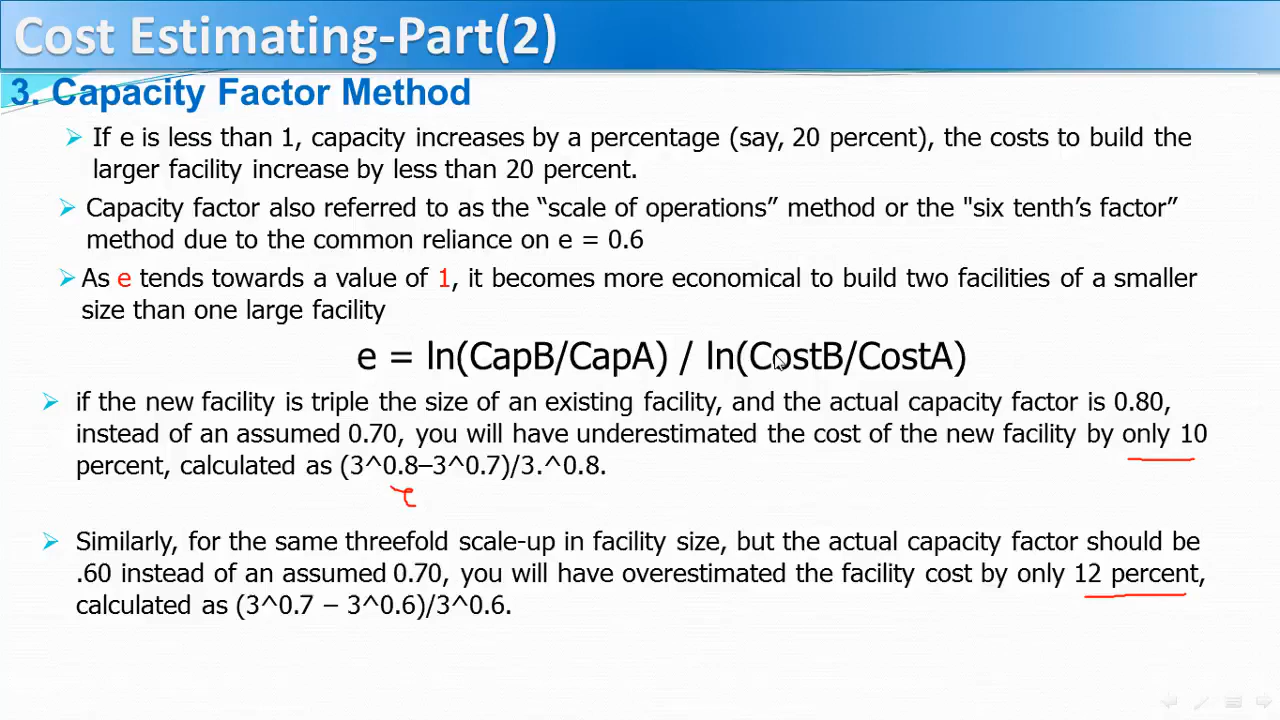 Cost Estimating-Part(2)
3. Capacity Factor Method
If e is less than 1, capacity increases by a percentage (say, 20 percent), the costs to build the
larger facility increase by less than 20 percent.
Capacity factor also referred to as the “scale of operations” method or the "six tenth’s factor”
method due to the common reliance on e = 0.6
As e tends towards a value of 1, it becomes more economical to build two facilities of a smaller
size than one large facility
e = ln(CapB/CapA) / ln(CostB/CostA)
if the new facility is triple the size of an existing facility, and the actual capacity factor is 0.80,
instead of an assumed 0.70, you will have underestimated the cost of the new facility by only 10
percent, calculated as (3^0.8–3^0.7)/3.^0.8.
e
Similarly, for the same threefold scale-up in facility size, but the actual capacity factor should be
.60 instead of an assumed 0.70, you will have overestimated the facility cost by only 12 percent,
calculated as (3^0.7 – 3^0.6)/3^0.6.